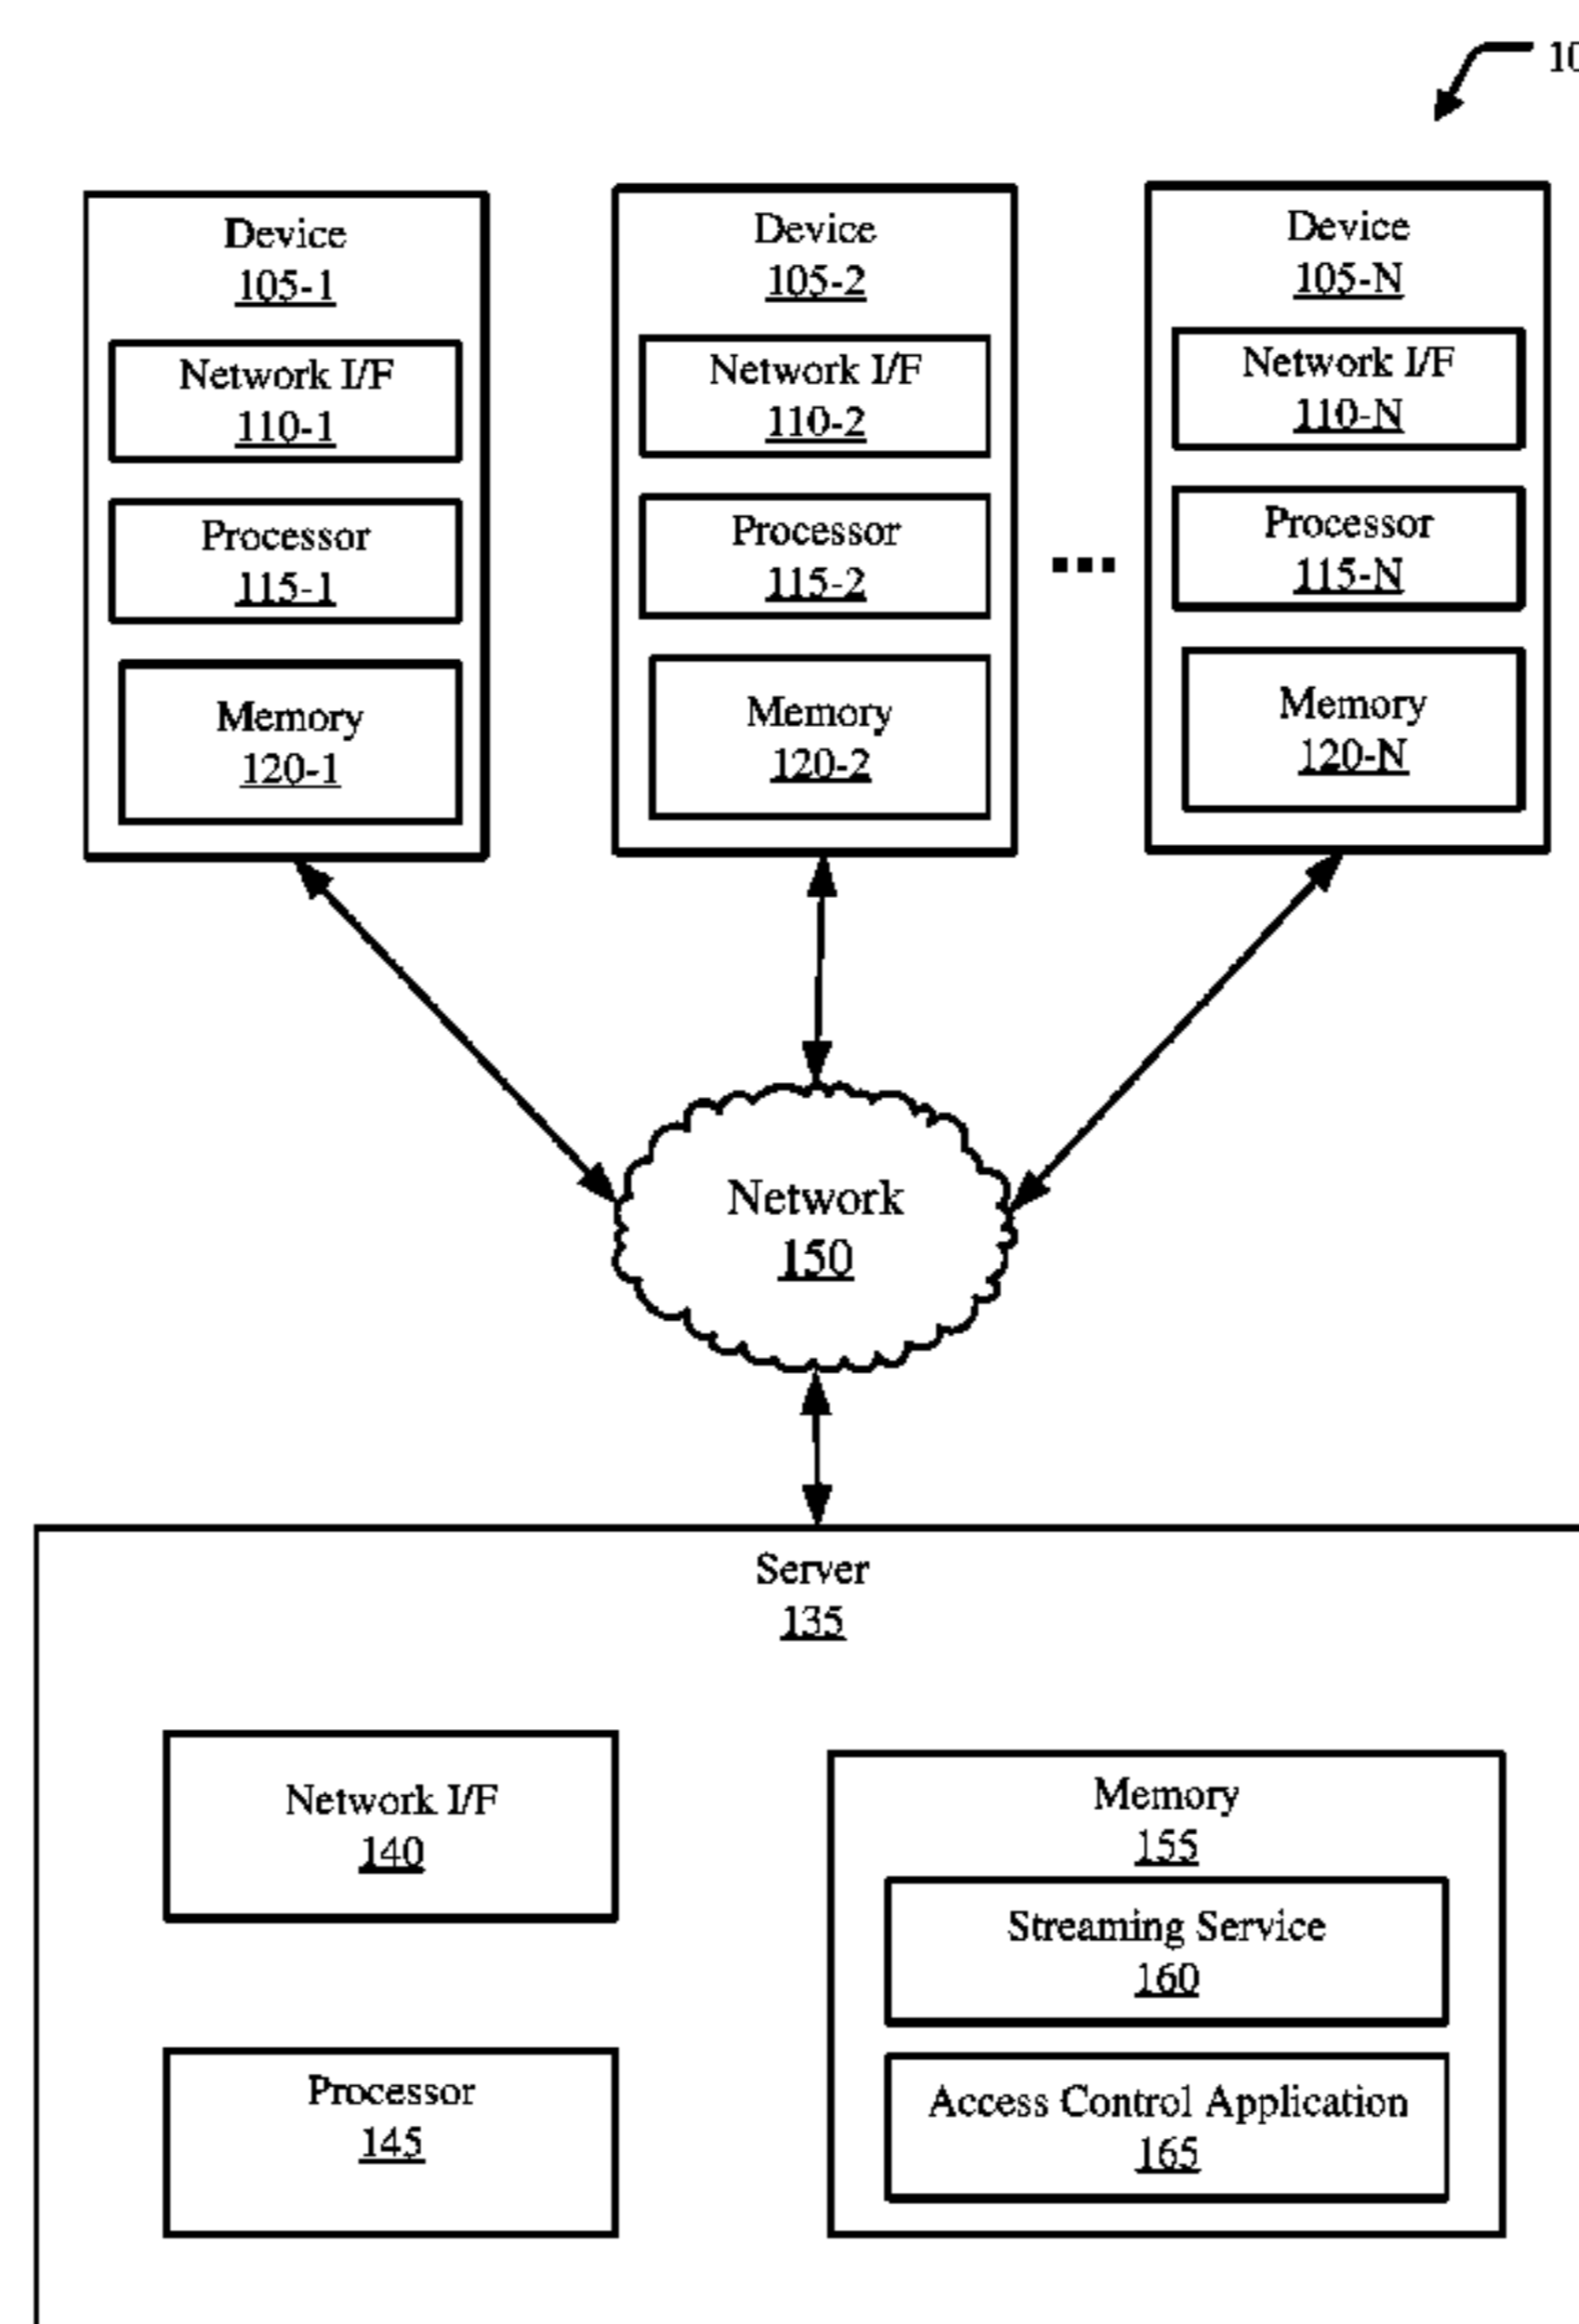 10
Device
105-1
Network I/F
110-1
Processor
115-1
Memory
120-1
Device
105-2
Network I/F
110-2
Processor
115-2
Memory
120-2
...
Device
105-N
Network I/F
110-N
Processor
115-N
Memory
120-N
Network
150
Server
135
Network I/F
140
Processor
145
Memory
155
Streaming Service
160
Access Control Application
165